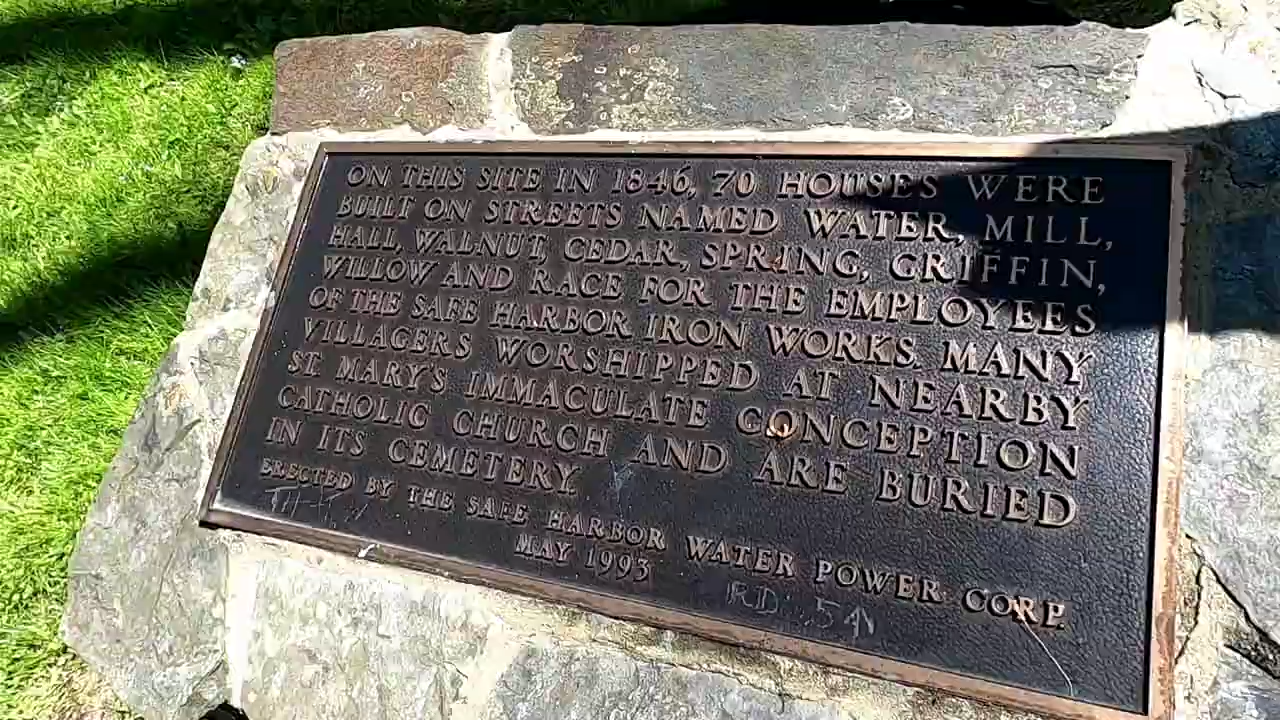 ON THIS SITE IN 1846, 70 HOUSES WERE
BUILT ON STREETS NAMED WATER, MILL,
HALL, WALNUT, CEDAR, SPRING, GRIFFIN,
WILLOW AND RACE FOR THE EMPLOYEES
OF THE SAFE HARBOR IRON WORKS. MANY
VILLAGERS WORSHIPPED AT NEARBY
ST. MARY'S IMMACULATE CONCEPTION
CATHOLIC CHURCH AND ARE BURIED
IN ITS CEMETERY.
ERECTED BY THE SAFE HARBOR WATER POWER CORP.
MAY 1993